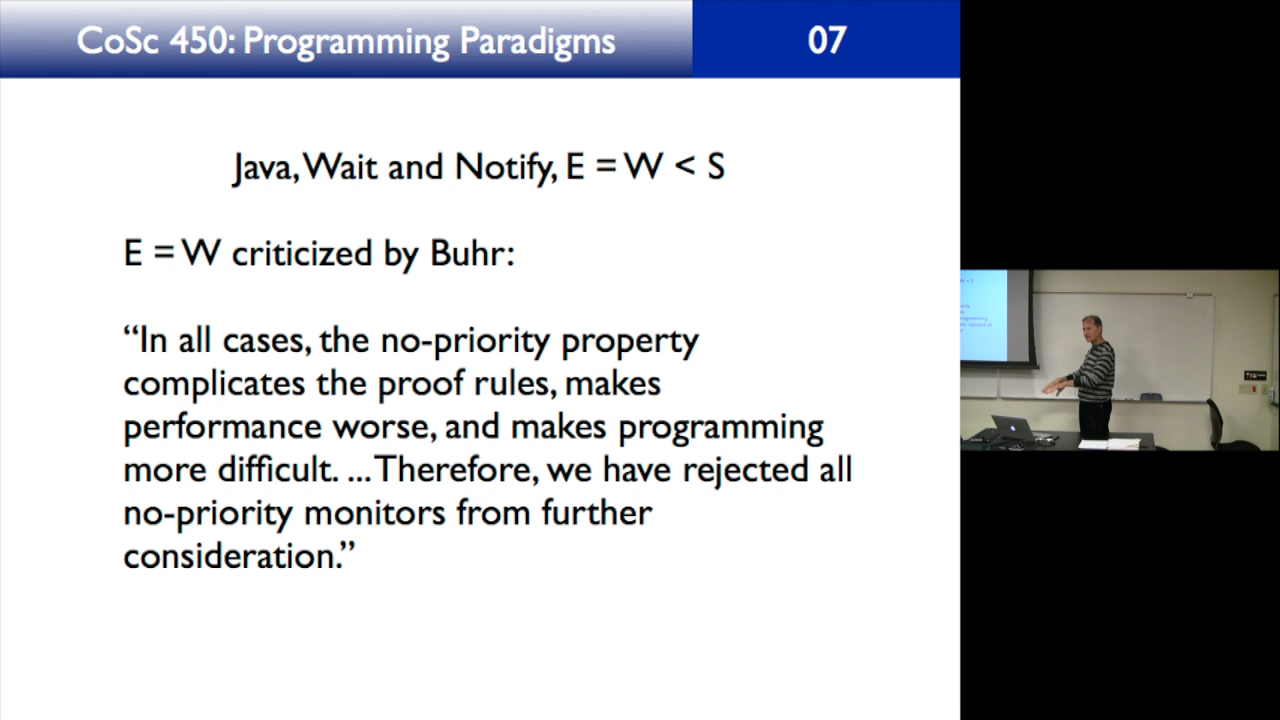 CoSc 450: Programming Paradigms
07
Java, Wait and Notify, E = W < S
E = W criticized by Buhr:
“In all cases, the no-priority property
complicates the proof rules, makes
performance worse, and makes programming
more difficult. ... Therefore, we have rejected all
no-priority monitors from further
consideration.”